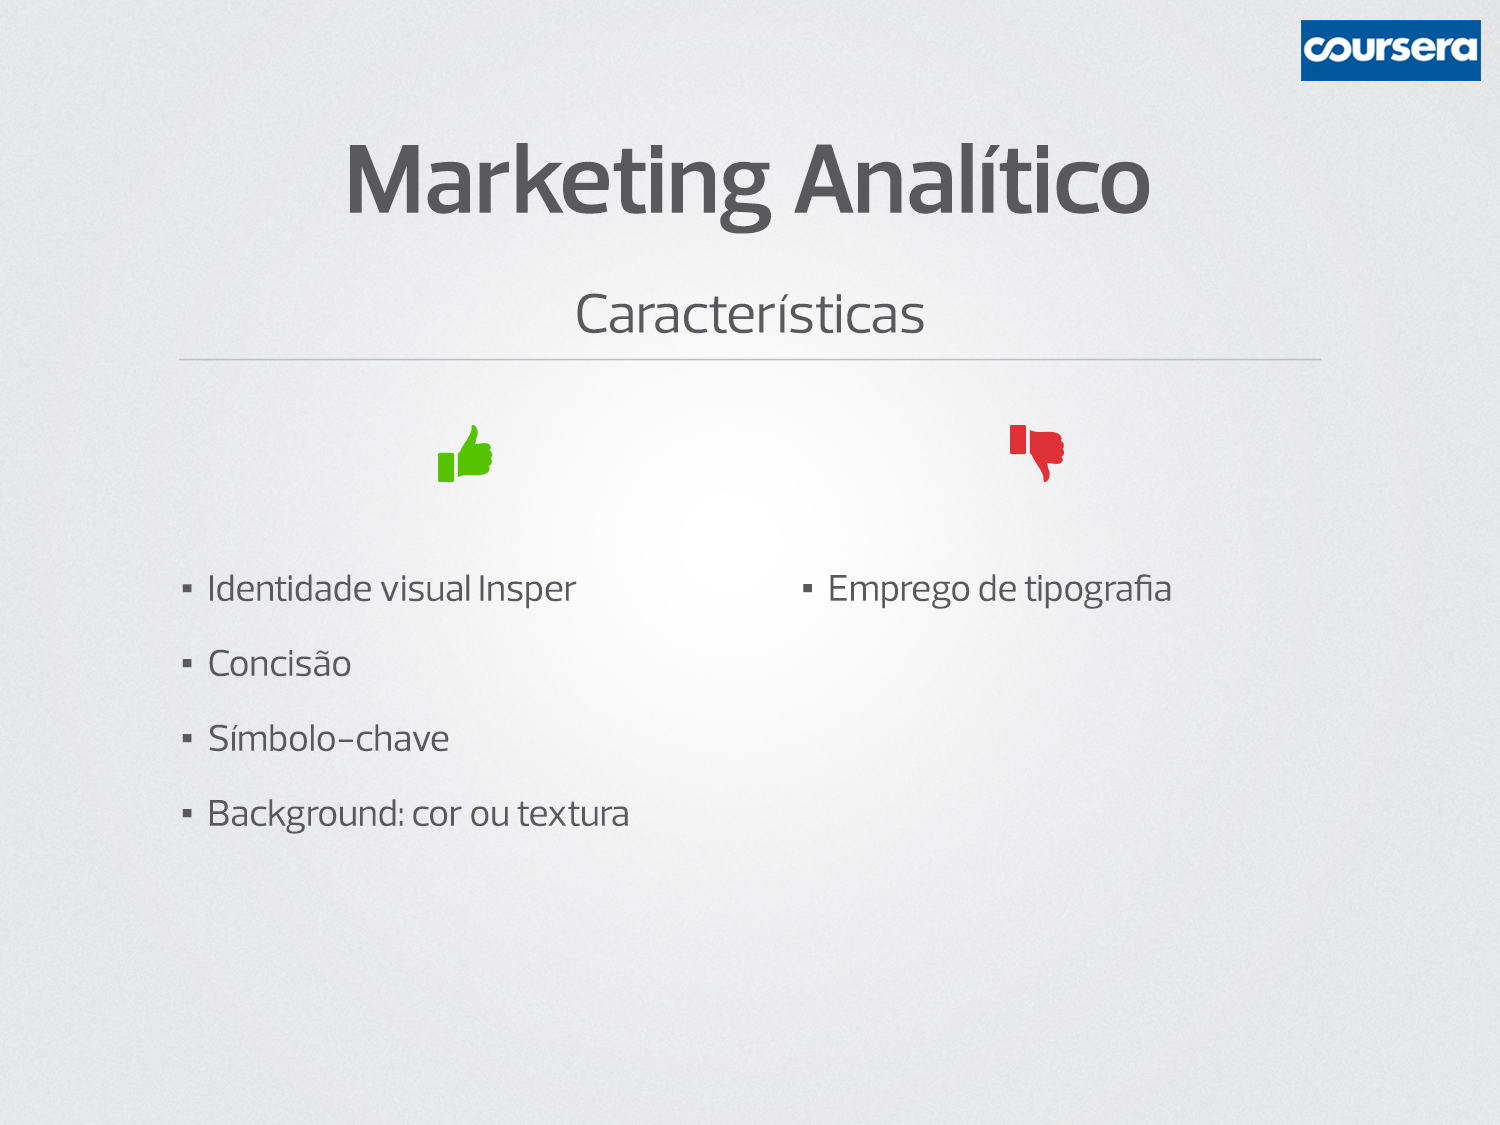 coursera
Marketing Analítico
Características
▪ Identidade visual Insper
▪ Concisão
▪ Símbolo-chave
▪ Background: cor ou textura
▪ Emprego de tipografia